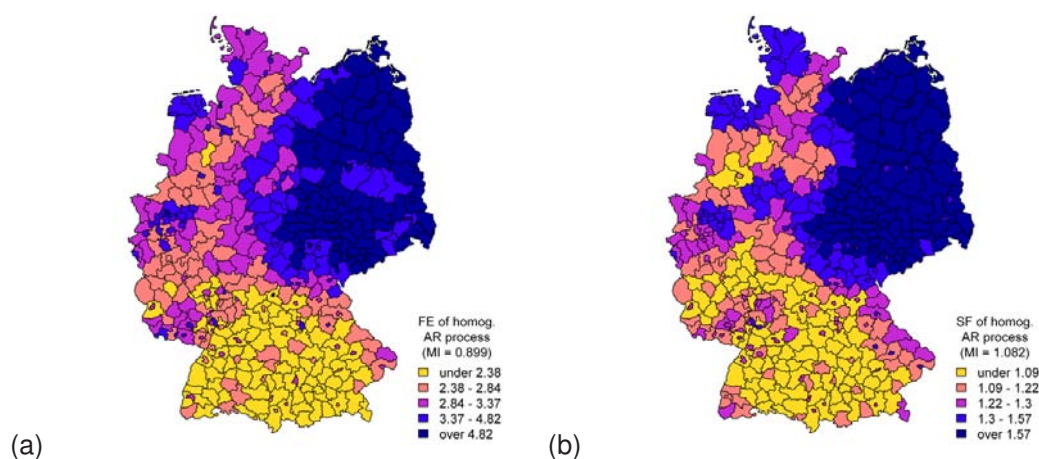 FE of homog.
AR process
(MI = 0.899)
under 2.38
2.38 - 2.84
2.84 - 3.37
3.37 - 4.82
over 4.82
(a)
SF of homog.
AR process
(MI = 1.082)
under 1.09
1.09 - 1.22
1.22 - 1.3
1.3 - 1.57
over 1.57
(b)